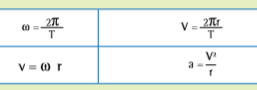 ω = 2π/T
V = 2πr/T
v = ω r
a = V²/r